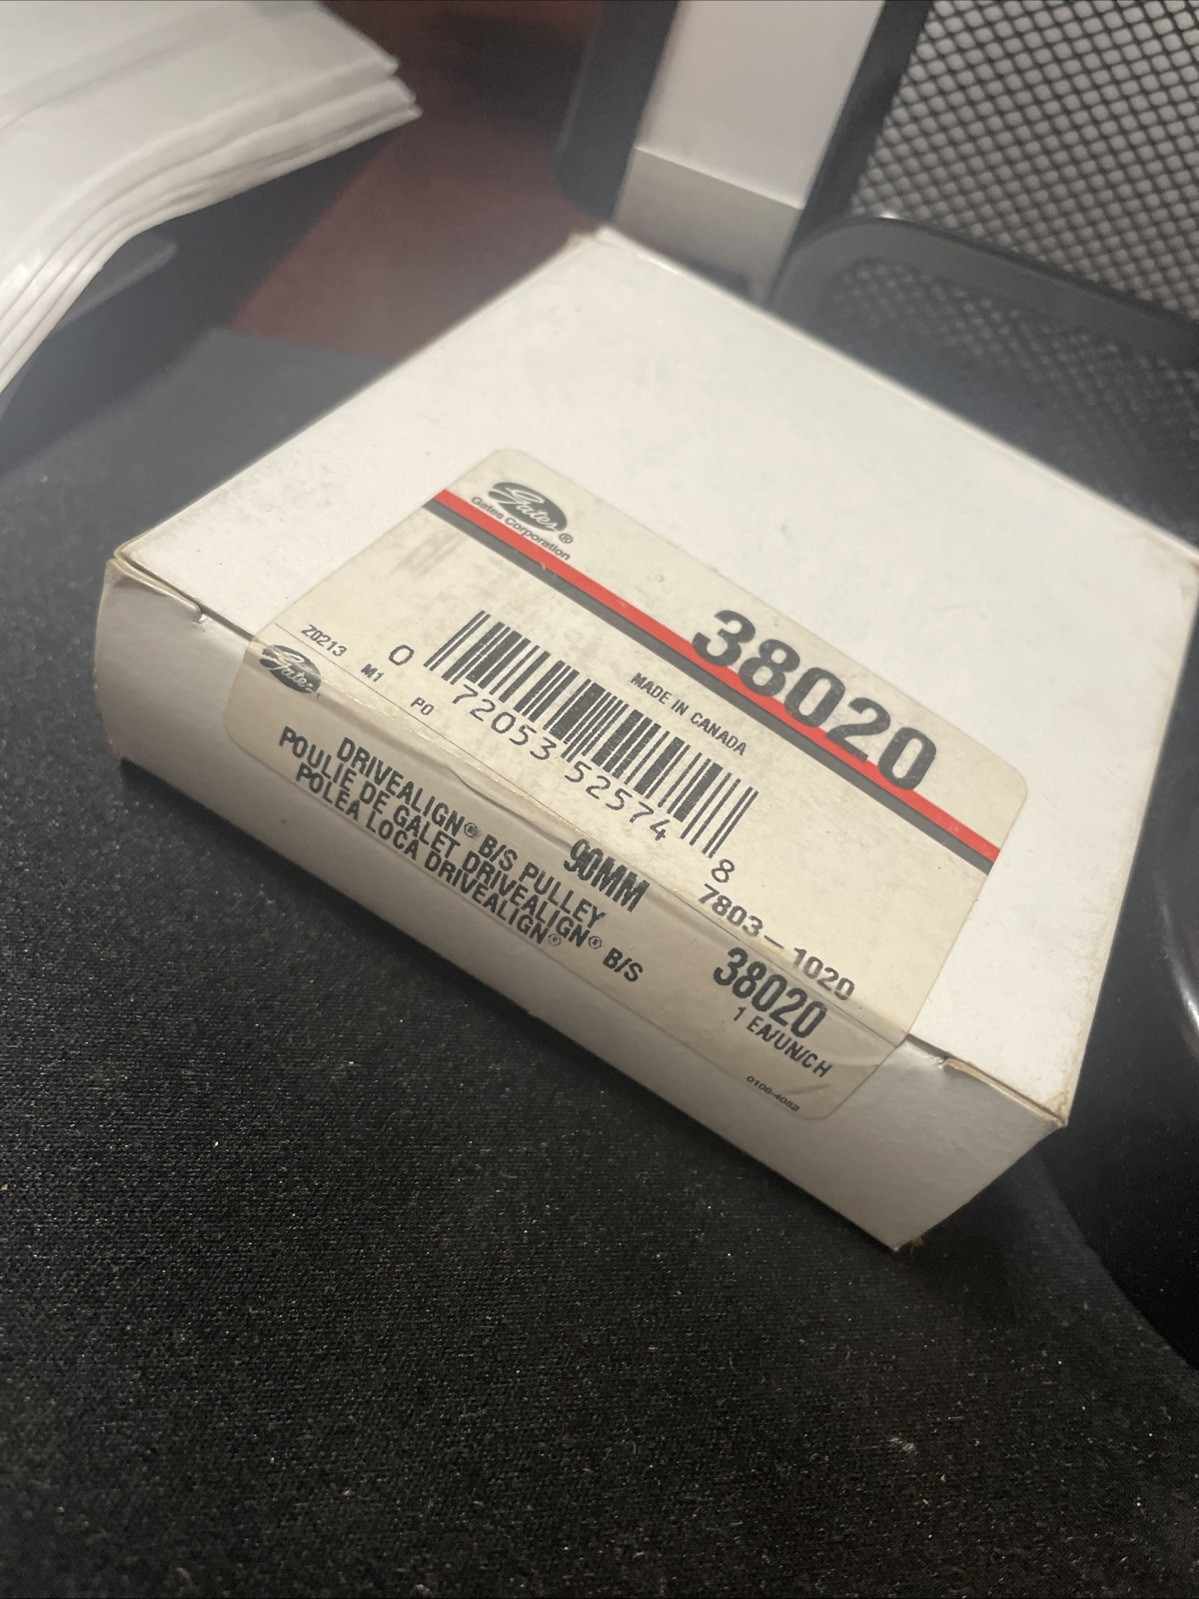 Gates®
Gates Corporation
38020
MADE IN CANADA
0 72053 52574 8
Z0213 M1 PO
7803-1020
Gates
90MM
DRIVEALIGN® B/S PULLEY
POULIE DE GALET DRIVEALIGN® B/S
POLEA LOCA DRIVEALIGN®
38020
1 EA/UN/CH
0106-4052